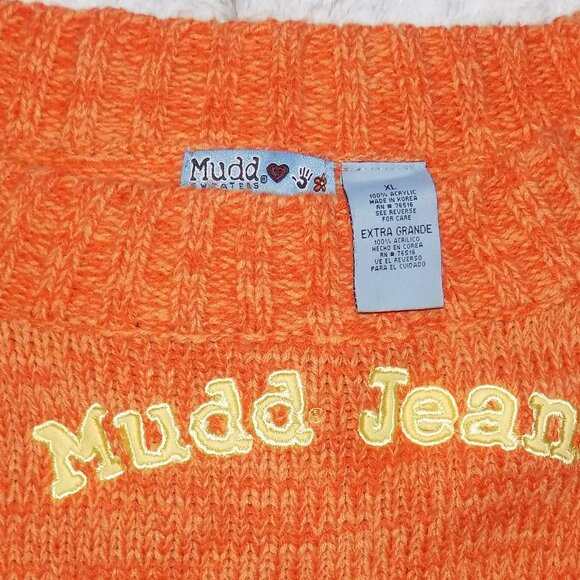 Mudd®
SWEATERS
XL
100% ACRYLIC
MADE IN KOREA
RN # 76516
SEE REVERSE
FOR CARE
EXTRA GRANDE
100% ACRILICO
HECHO EN COREA
RN # 76516
VE EL REVERSO
PARA EL CUIDADO
Mudd® Jean